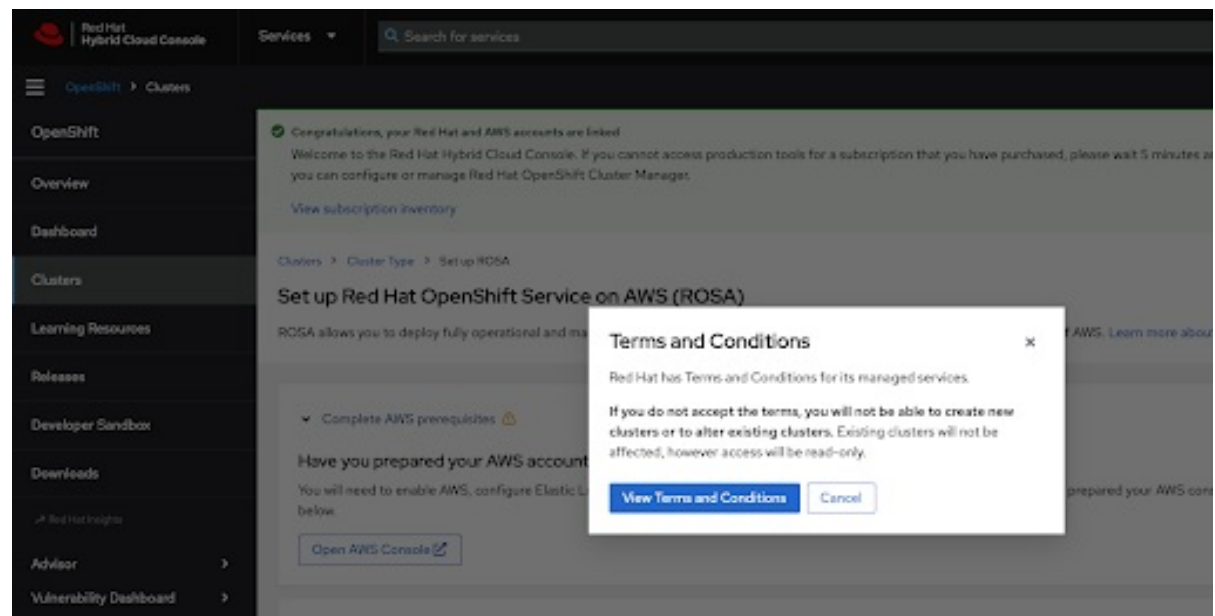 Red Hat
Hybrid Cloud Console
Services
Search for services
OpenShift > Clusters
OpenShift
Overview
Dashboard
Clusters
Learning Resources
Releases
Developer Sandbox
Downloads
Red Hat Insights
Advisor
Vulnerability Dashboard
Congratulations, your Red Hat and AWS accounts are linked
Welcome to the Red Hat Hybrid Cloud Console. If you cannot access production tools for a subscription that you have purchased, please wait 5 minutes
you can configure or manage Red Hat OpenShift Cluster Manager.
View subscription inventory
Clusters > Cluster Type > Set up ROSA
Set up Red Hat OpenShift Service on AWS (ROSA)
ROSA allows you to deploy fully operational and
of AWS. Learn more about
Complete AWS prerequisites
Have you prepared your AWS account
You will need to enable AWS, configure Elastic
prepared your AWS
below.
Open AWS Console
Terms and Conditions
Red Hat has Terms and Conditions for its managed services.
If you do not accept the terms, you will not be able to create new
clusters or to alter existing clusters. Existing clusters will not be
affected, however access will be read-only.
View Terms and Conditions
Cancel